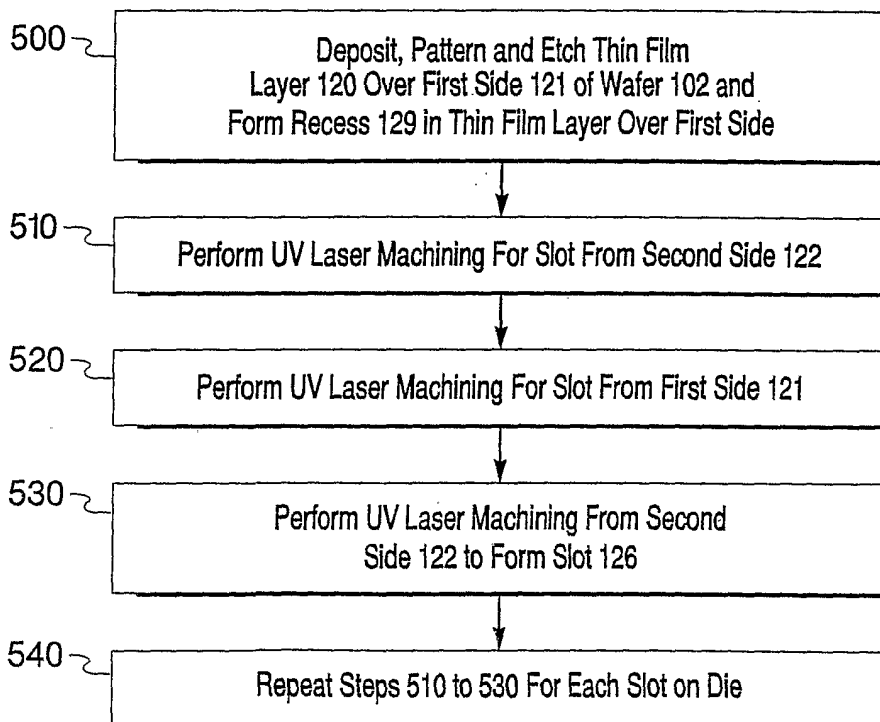 500
Deposit, Pattern and Etch Thin Film
Layer 120 Over First Side 121 of Wafer 102 and
Form Recess 129 in Thin Film Layer Over First Side
510
Perform UV Laser Machining For Slot From Second Side 122
520
Perform UV Laser Machining For Slot From First Side 121
530
Perform UV Laser Machining From Second
Side 122 to Form Slot 126
540
Repeat Steps 510 to 530 For Each Slot on Die